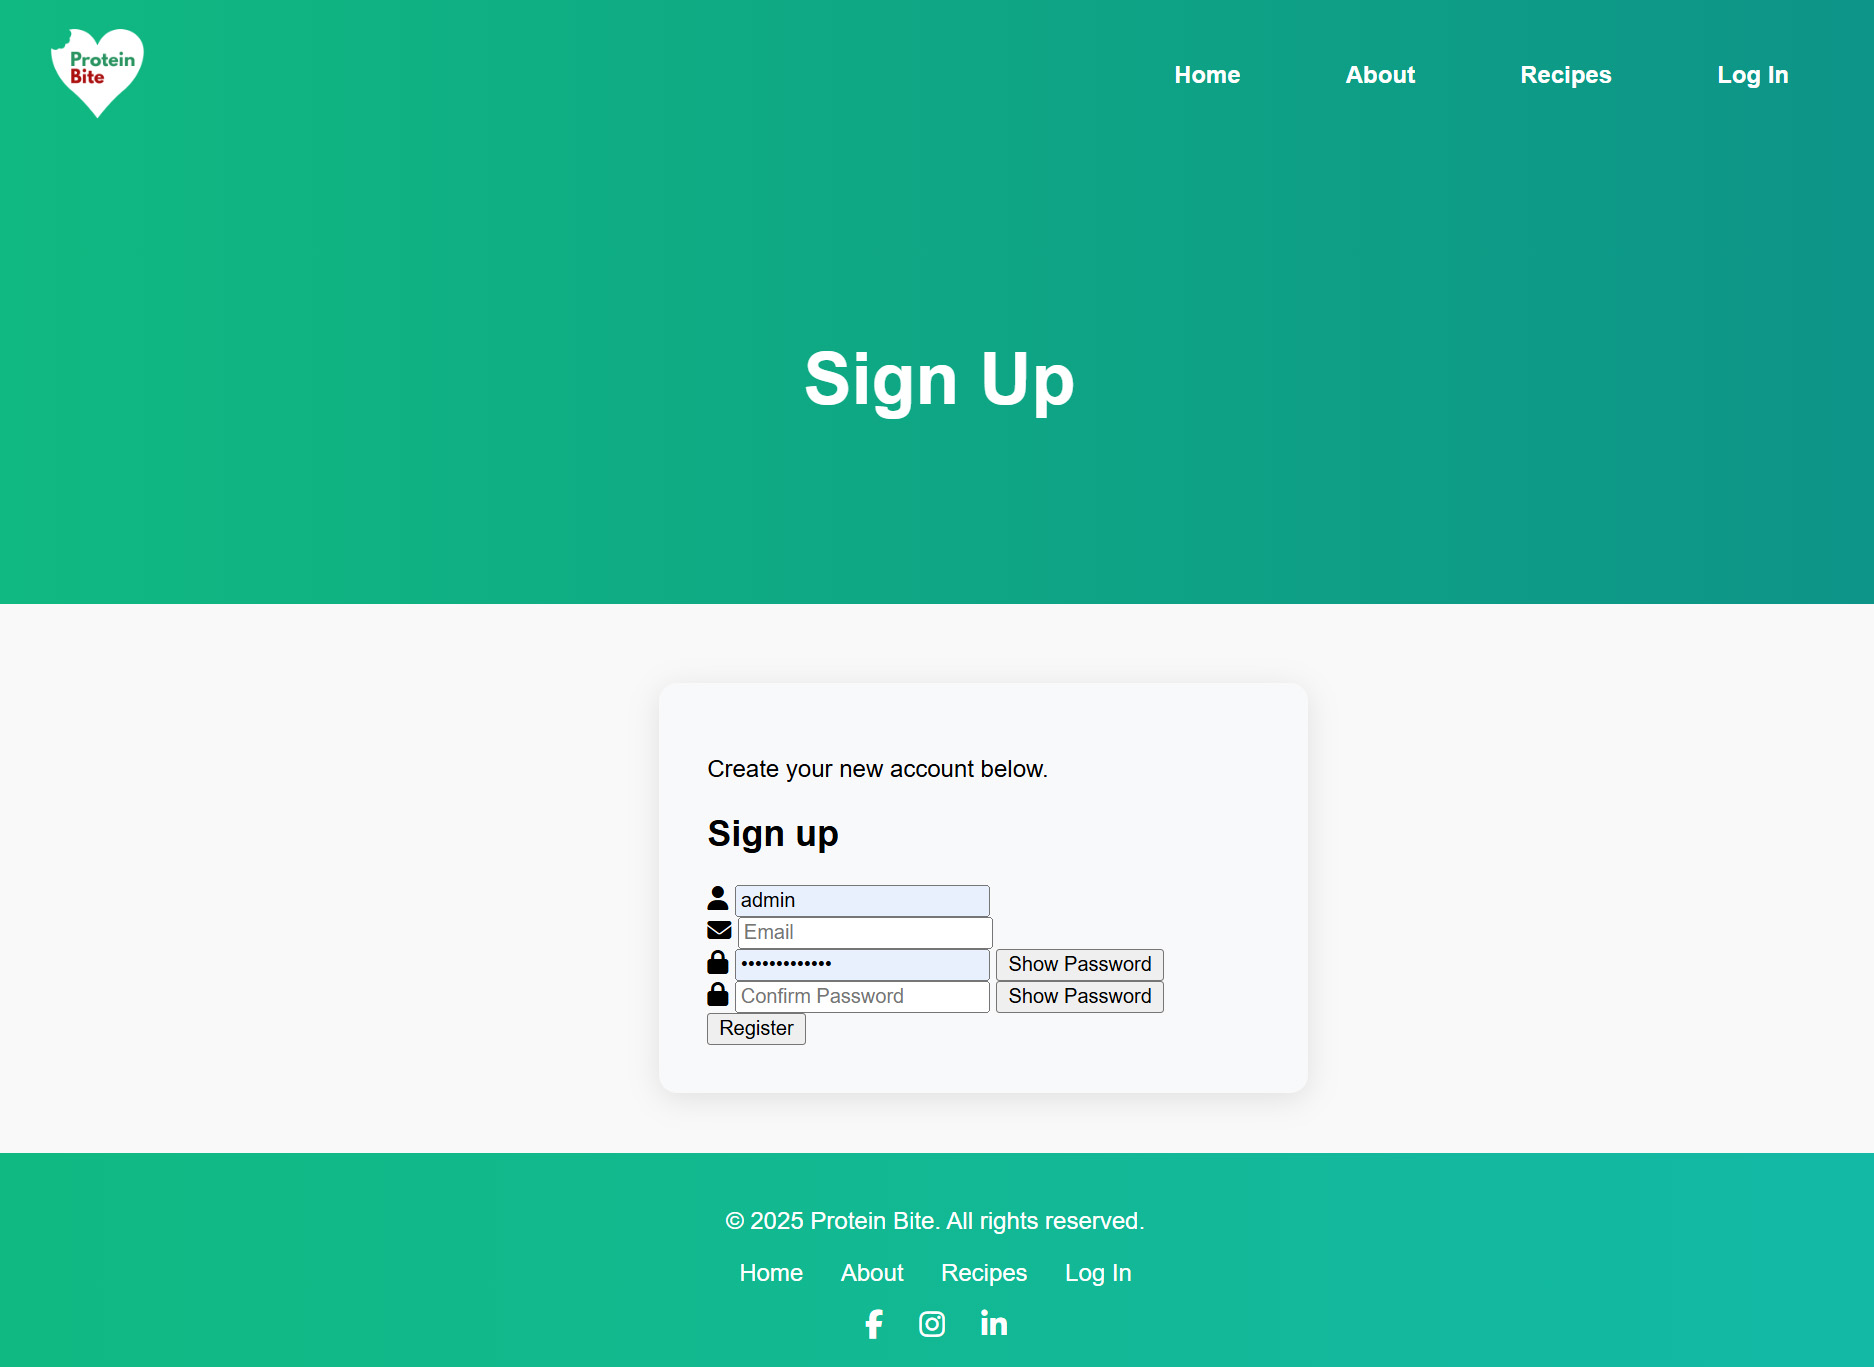 Protein
Bite
Home About Recipes Log In
Sign Up
Create your new account below.
Sign up
admin
Email
••••••••••••• Show Password
Confirm Password Show Password
Register
© 2025 Protein Bite. All rights reserved.
Home About Recipes Log In